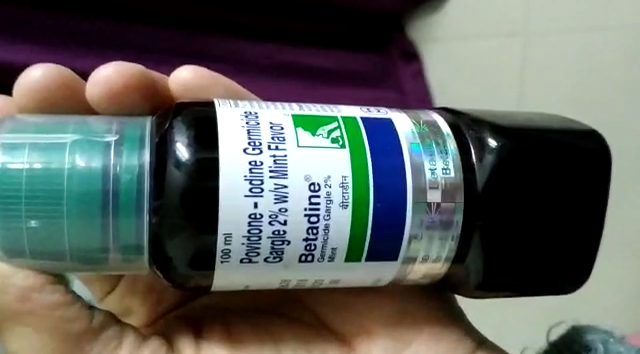 100 ml
Povidone - Iodine Germicide
Gargle 2% w/v Mint Flavor
Betadine®
Germicide Gargle 2%
Mint
बीटाडीन